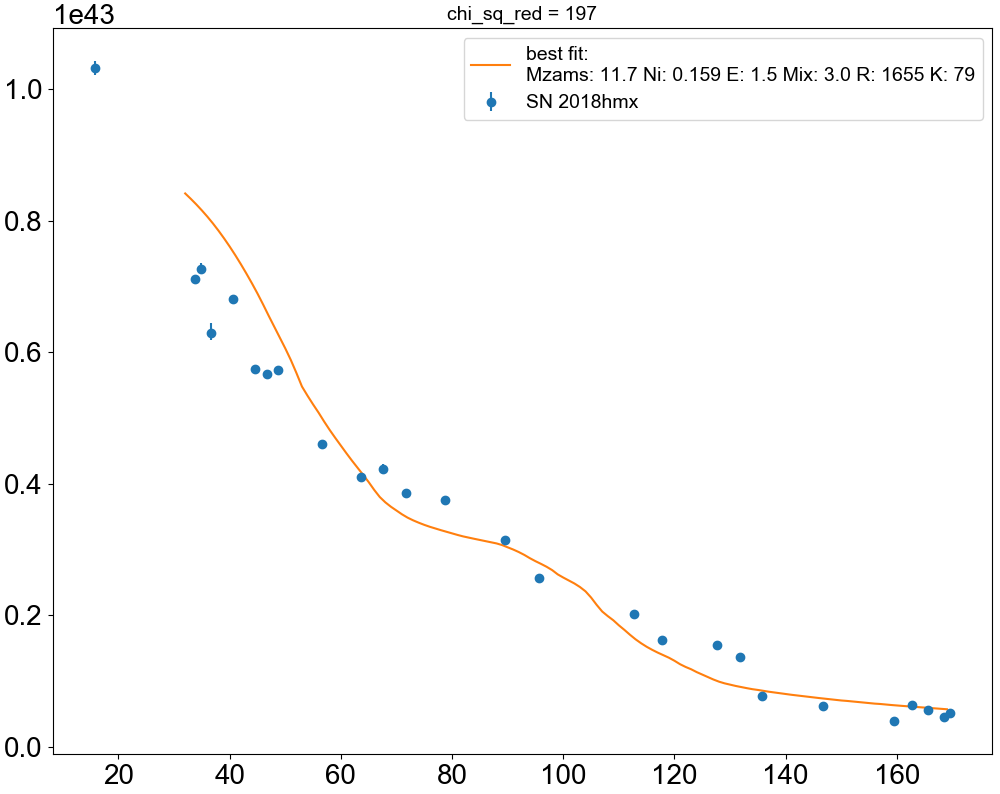 chi_sq_red = 197
1e43
best fit:
Mzams: 11.7 Ni: 0.159 E: 1.5 Mix: 3.0 R: 1655 K: 79
SN 2018hmx
1.0
0.8
0.6
0.4
0.2
0.0
20 40 60 80 100 120 140 160